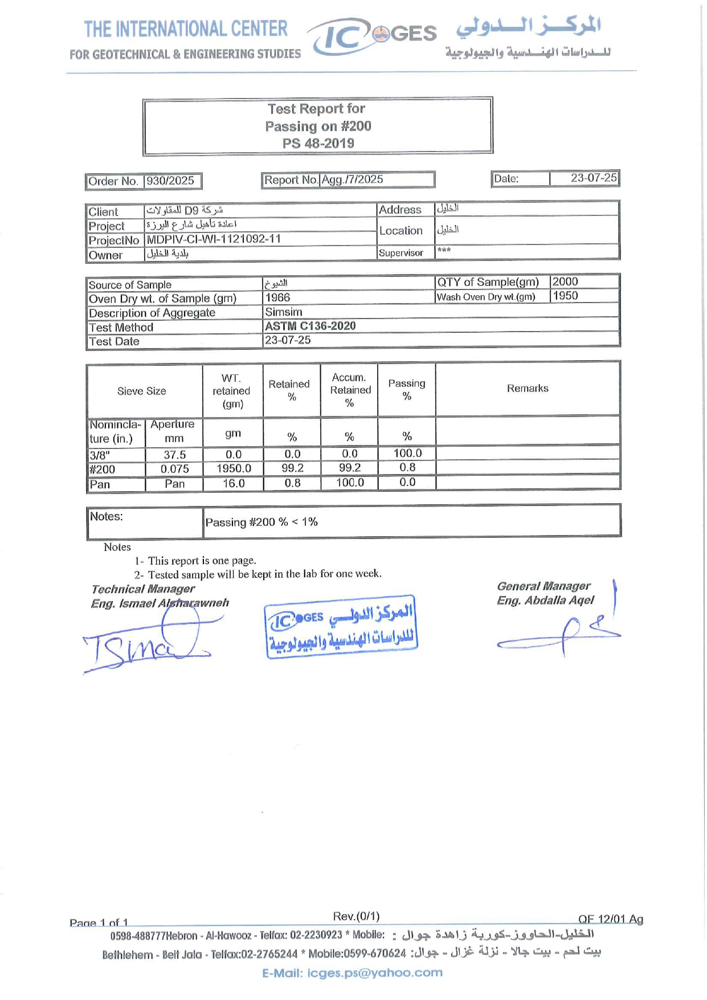 THE INTERNATIONAL CENTER
FOR GEOTECHNICAL & ENGINEERING STUDIES
IC GES
المركز الدولي
للدراسات الهندسية والجيولوجية
Test Report for
Passing on #200
PS 48-2019
Order No. 930/2025 Report No. Agg./7/2025 Date: 23-07-25
Client شركة D9 للمقاولات Address الخليل
Project اعادة تأهيل شارع البرزة Location الخليل
ProjectNo MDPIV-CI-WI-1121092-11
Owner بلدية الخليل Supervisor ***
Source of Sample الشيوخ QTY of Sample(gm) 2000
Oven Dry wt. of Sample (gm) 1966 Wash Oven Dry wt.(gm) 1950
Description of Aggregate Simsim
Test Method ASTM C136-2020
Test Date 23-07-25
Sieve Size WT. retained (gm) Retained % Accum. Retained % Passing % Remarks
Nomincla-ture (in.) Aperture mm gm % % %
3/8" 37.5 0.0 0.0 0.0 100.0
#200 0.075 1950.0 99.2 99.2 0.8
Pan Pan 16.0 0.8 100.0 0.0
Notes: Passing #200 % < 1%
Notes
1- This report is one page.
2- Tested sample will be kept in the lab for one week.
Technical Manager General Manager
Eng. Ismael Alsharawneh Eng. Abdalla Aqel
IC GES المركز الدولي
للدراسات الهندسية والجيولوجية
Page 1 of 1 Rev.(0/1) QF 12/01 Ag
0598-488777Hebron - Al-Hawooz - Telfax: 02-2230923 * Mobile: : الخليل-الحاووز-كوربة زاهدة جوال
Bethlehem - Beit Jala - Telfax:02-2765244 * Mobile:0599-670624 :بيت لحم - بيت جالا - نزلة غزال - جوال
E-Mail: icges.ps@yahoo.com